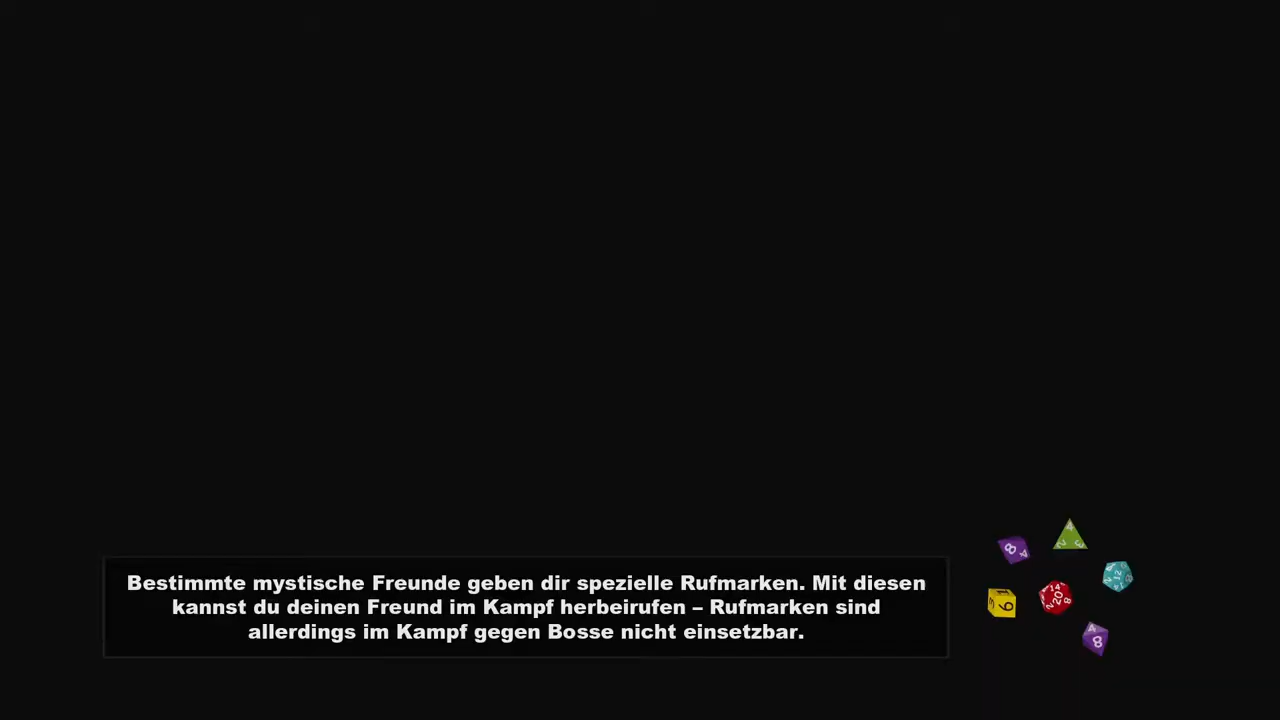 Bestimmte mystische Freunde geben dir spezielle Rufmarken. Mit diesen
kannst du deinen Freund im Kampf herbeirufen – Rufmarken sind
allerdings im Kampf gegen Bosse nicht einsetzbar.